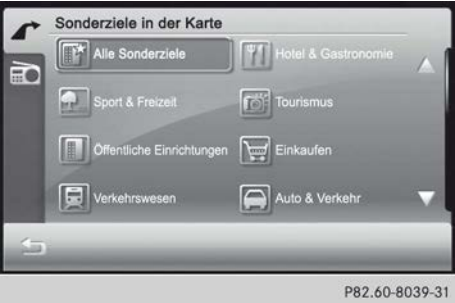 Sonderziele in der Karte
Alle Sonderziele
Hotel & Gastronomie
Sport & Freizeit
Tourismus
Öffentliche Einrichtungen
Einkaufen
Verkehrswesen
Auto & Verkehr
P82.60-8039-31